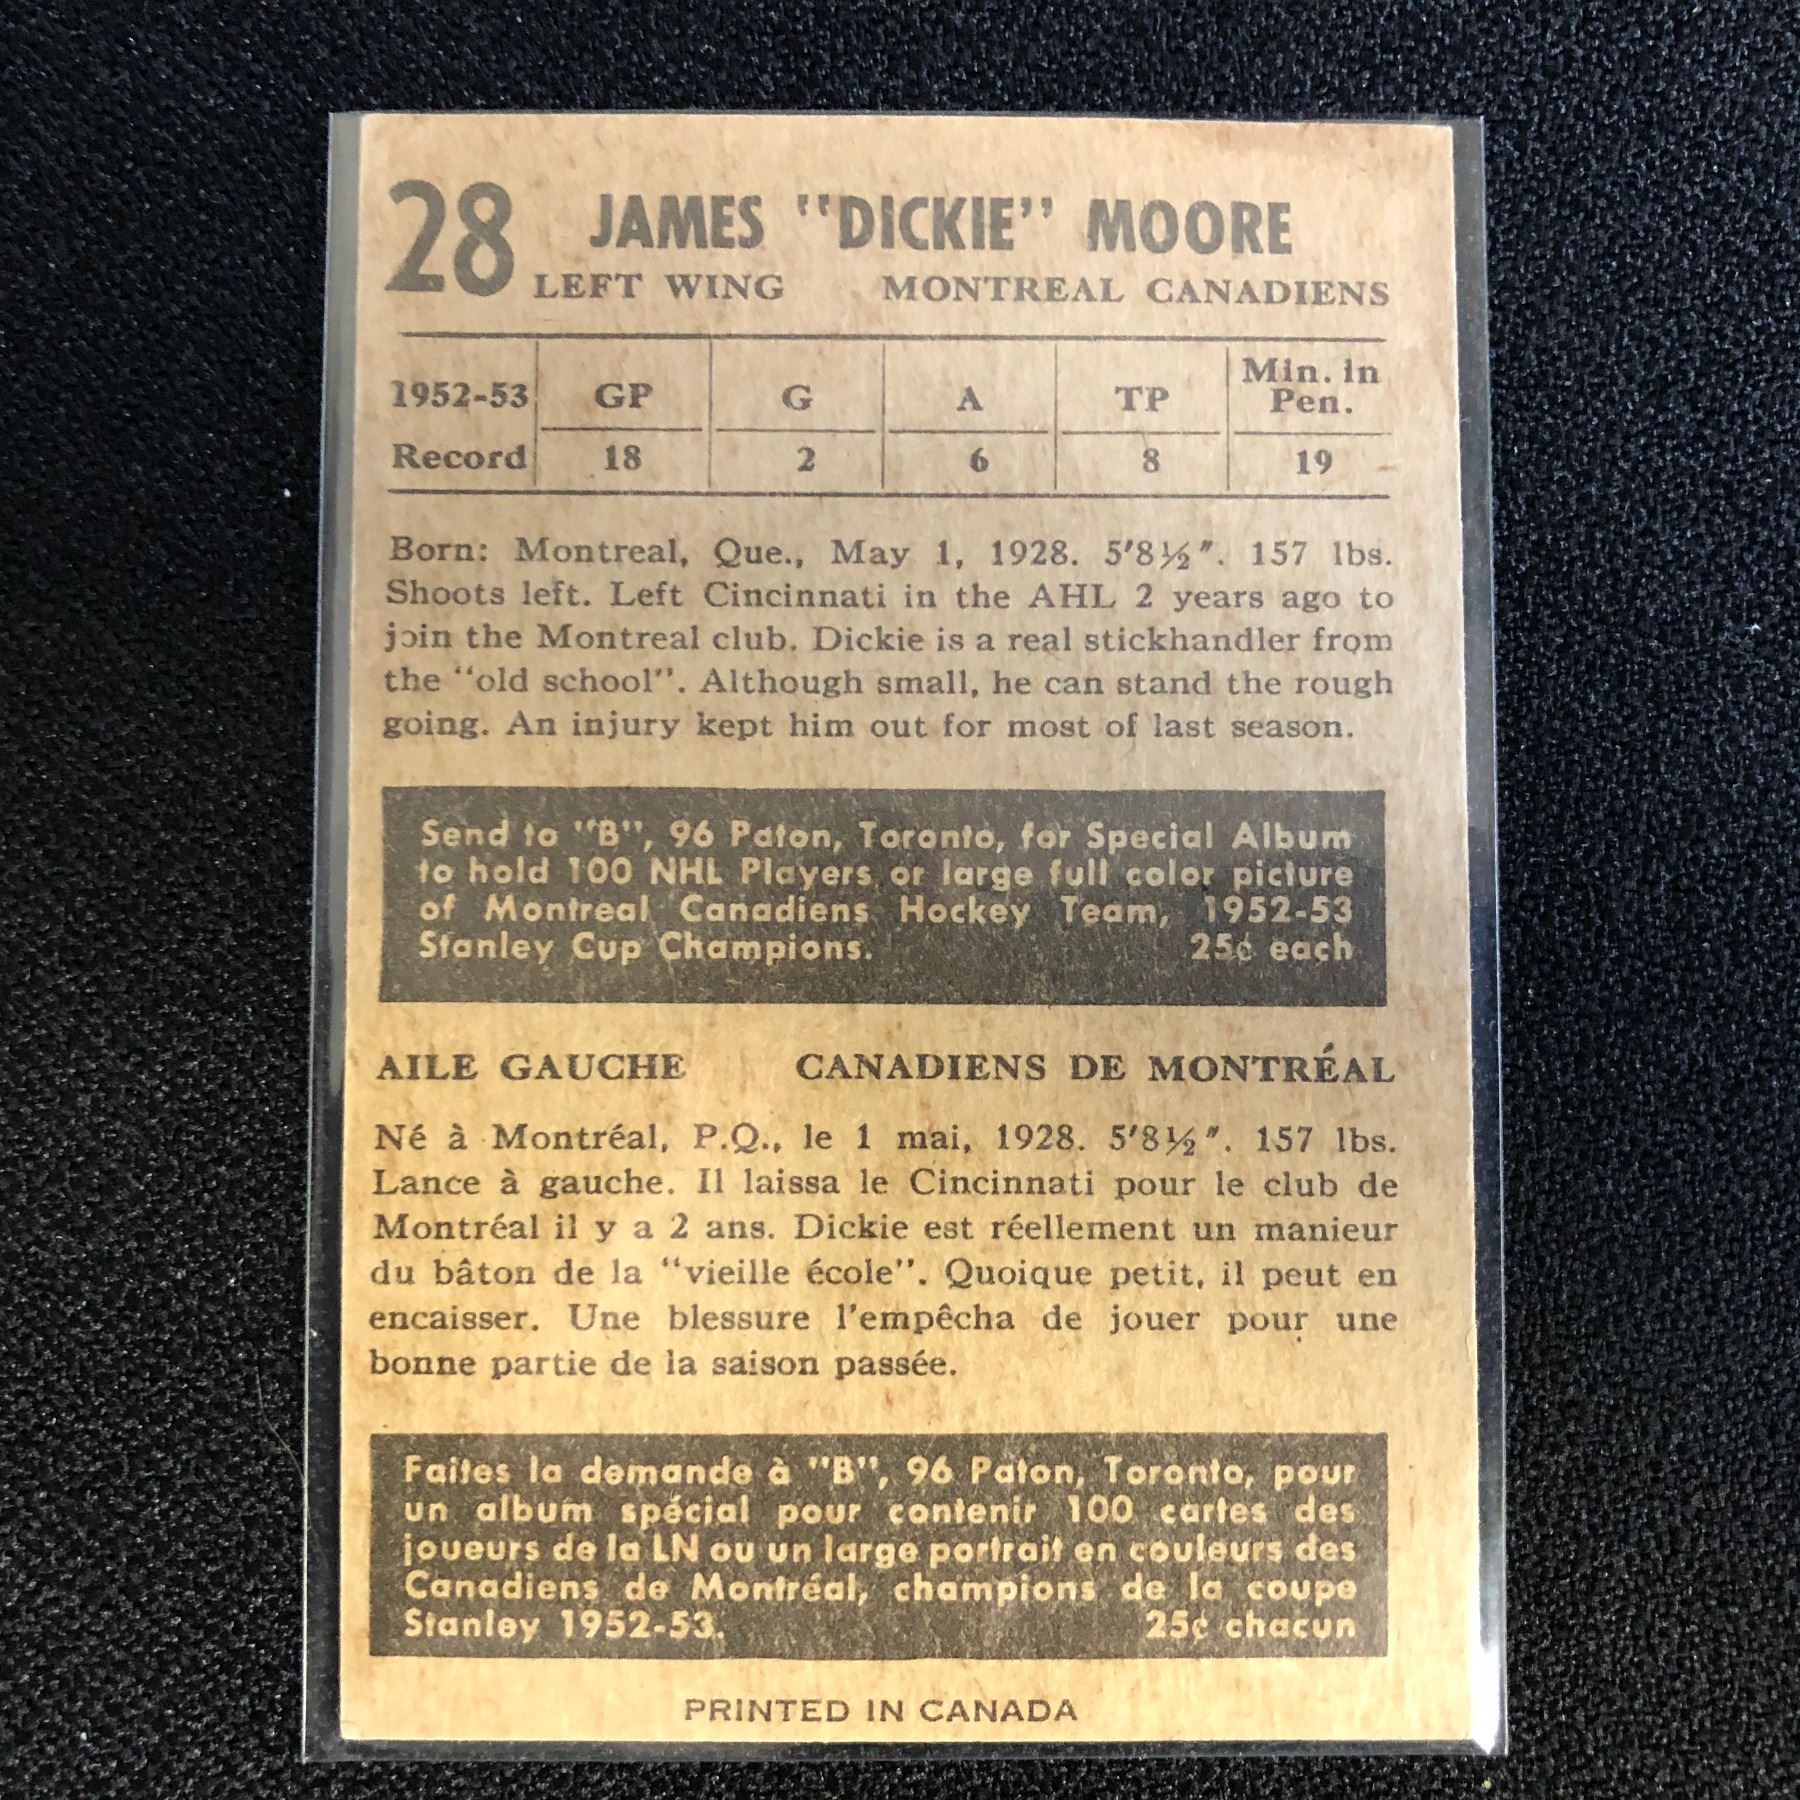 28 JAMES "DICKIE" MOORE
LEFT WING MONTREAL CANADIENS
1952-53 GP G A TP Min. in Pen.
Record 18 2 6 8 19
Born: Montreal, Que., May 1, 1928. 5'8½". 157 lbs.
Shoots left. Left Cincinnati in the AHL 2 years ago to
join the Montreal club. Dickie is a real stickhandler from
the "old school". Although small, he can stand the rough
going. An injury kept him out for most of last season.
Send to "B", 96 Paton, Toronto, for Special Album
to hold 100 NHL Players or large full color picture
of Montreal Canadiens Hockey Team, 1952-53
Stanley Cup Champions. 25¢ each
AILE GAUCHE CANADIENS DE MONTRÉAL
Né à Montréal, P.Q., le 1 mai, 1928. 5'8½". 157 lbs.
Lance à gauche. Il laissa le Cincinnati pour le club de
Montréal il y a 2 ans. Dickie est réellement un manieur
du bâton de la "vieille école". Quoique petit, il peut en
encaisser. Une blessure l'empêcha de jouer pour une
bonne partie de la saison passée.
Faites la demande à "B", 96 Paton, Toronto, pour
un album spécial pour contenir 100 cartes des
joueurs de la LN ou un large portrait en couleurs des
Canadiens de Montréal, champions de la coupe
Stanley 1952-53. 25¢ chacun
PRINTED IN CANADA